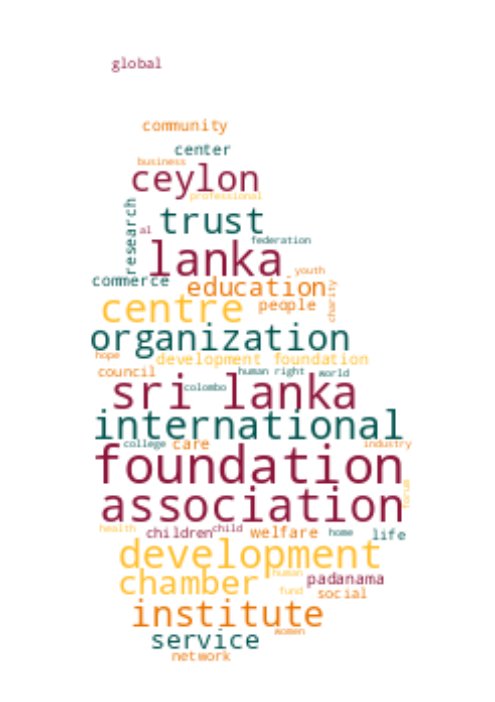 global
community
center
business
ceylon
professional
research
trust
al
federation
lanka
youth
commerce
education
charity
centre
people
organization
hope
development foundation
council
human right
world
colombo
sri lanka
international
college
care
industry
foundation
forum
association
health
children
child
welfare
home
life
development
human
chamber
padanama
fund
social
institute
women
service
network